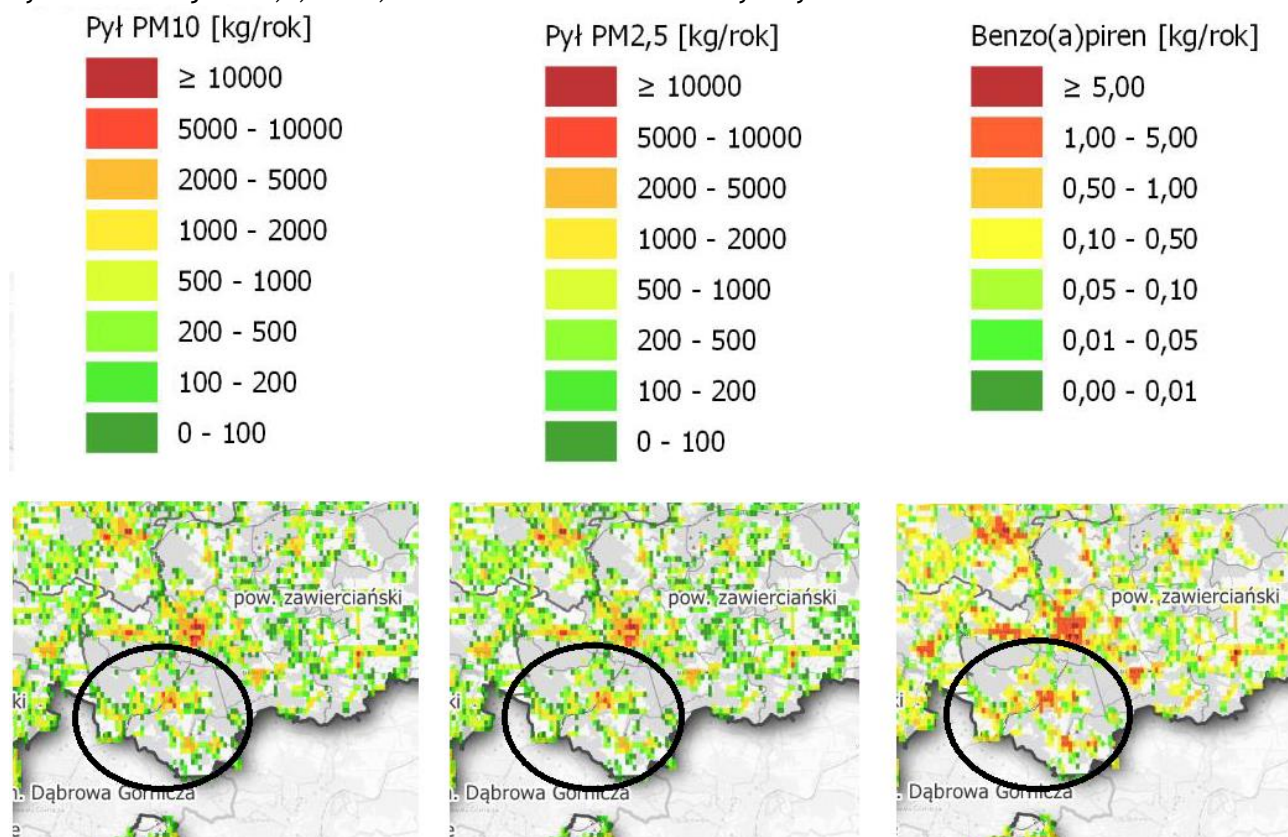 Pył PM10 [kg/rok]
≥ 10000
5000 - 10000
2000 - 5000
1000 - 2000
500 - 1000
200 - 500
100 - 200
0 - 100
Pył PM2,5 [kg/rok]
≥ 10000
5000 - 10000
2000 - 5000
1000 - 2000
500 - 1000
200 - 500
100 - 200
0 - 100
Benzo(a)piren [kg/rok]
≥ 5,00
1,00 - 5,00
0,50 - 1,00
0,10 - 0,50
0,05 - 0,10
0,01 - 0,05
0,00 - 0,01
pow. zawierciański
ki
Dąbrowa Górnicza
e
pow. zawierciański
ki
Dąbrowa Górnicza
e
pow. zawierciański
ki
Dąbrowa Górnicza
e